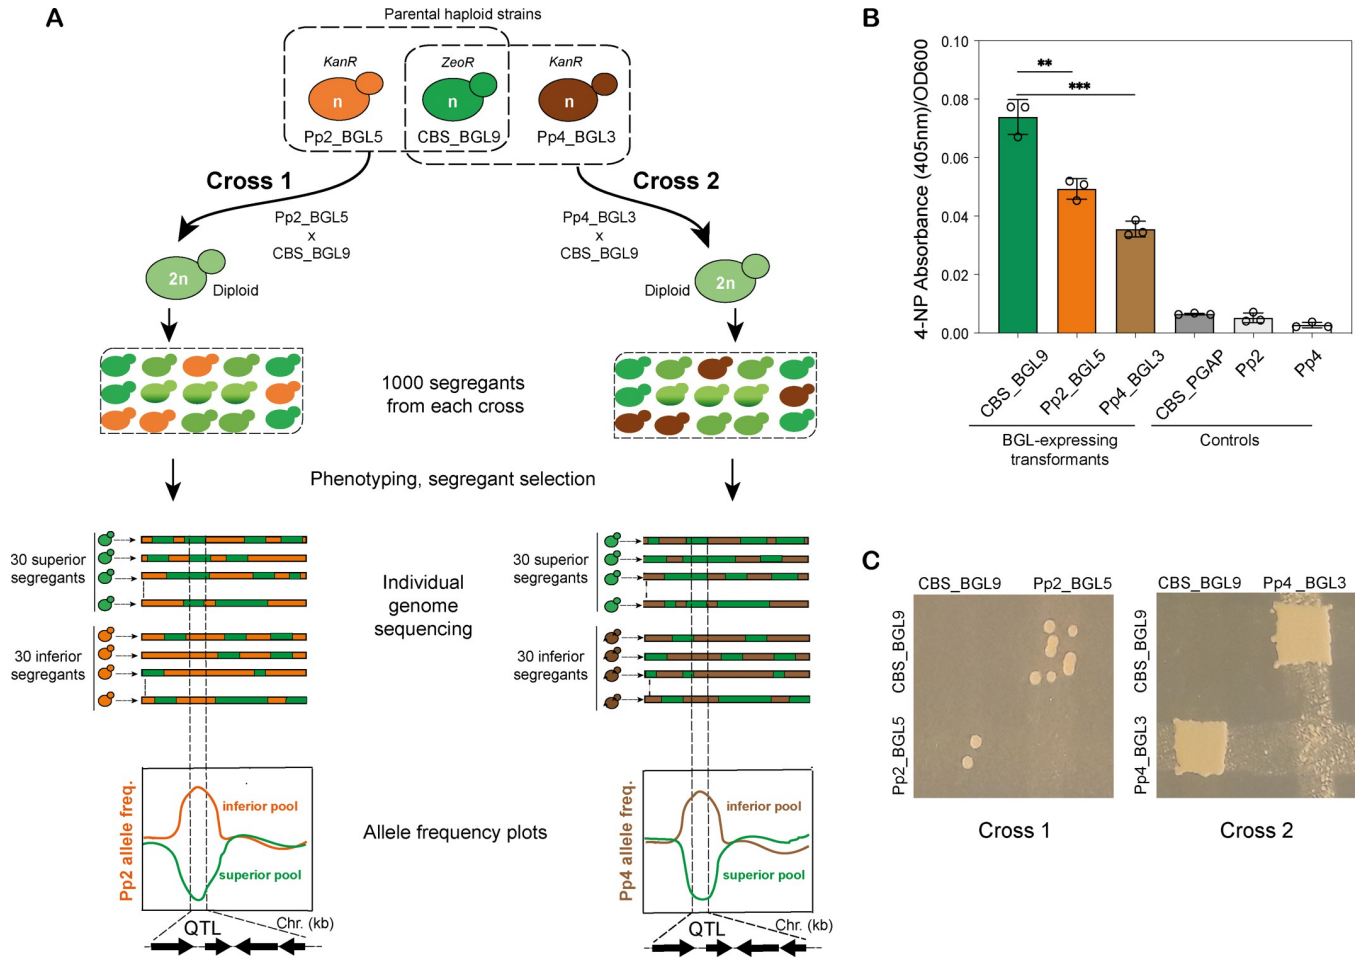 A
Parental haploid strains
KanR
ZeoR
KanR
n
n
n
Pp2_BGL5
CBS_BGL9
Pp4_BGL3
Cross 1
Cross 2
Pp2_BGL5
x
CBS_BGL9
Pp4_BGL3
x
CBS_BGL9
2n
Diploid
Diploid
2n
1000 segregants
from each cross
Phenotyping, segregant selection
30 superior
segregants
30 inferior
segregants
Individual
genome
sequencing
30 superior
segregants
30 inferior
segregants
Pp2 allele freq.
inferior pool
superior pool
Allele frequency plots
Pp4 allele freq.
inferior pool
superior pool
QTL
Chr. (kb)
QTL
Chr. (kb)
B
4-NP Absorbance (405nm)/OD600
0.10
0.08
0.06
0.04
0.02
0.00
**
***
CBS_BGL9
Pp2_BGL5
Pp4_BGL3
CBS_PGAP
Pp2
Pp4
BGL-expressing
transformants
Controls
C
CBS_BGL9
Pp2_BGL5
CBS_BGL9
Pp2_BGL5
Cross 1
CBS_BGL9
Pp4_BGL3
CBS_BGL9
Pp4_BGL3
Cross 2